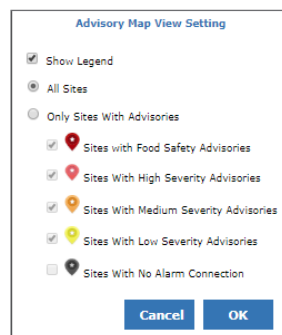 Advisory Map View Setting
Show Legend
All Sites
Only Sites With Advisories
Sites with Food Safety Advisories
Sites With High Severity Advisories
Sites With Medium Severity Advisories
Sites With Low Severity Advisories
Sites With No Alarm Connection
Cancel OK